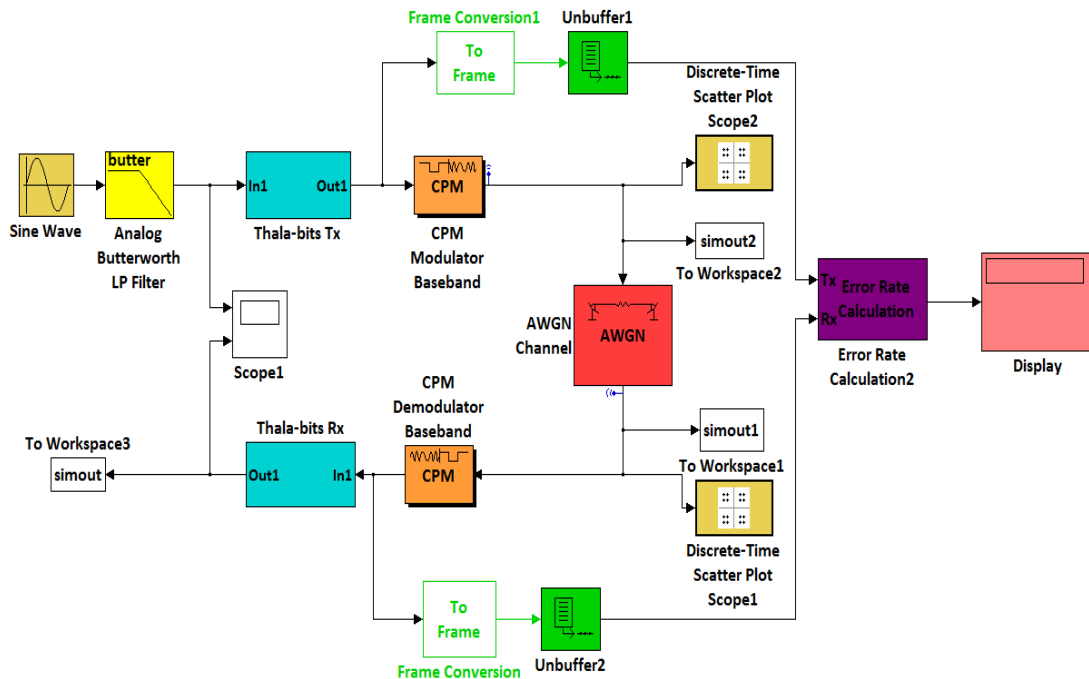 Frame Conversion1
To
Frame
Unbuffer1
Discrete-Time
Scatter Plot
Scope2
Sine Wave
butter
Analog
Butterworth
LP Filter
In1
Out1
Thala-bits Tx
CPM
CPM
Modulator
Baseband
simout2
To Workspace2
AWGN
Channel
AWGN
Tx
Rx
Error Rate
Calculation
Error Rate
Calculation2
Display
Scope1
CPM
Demodulator
Baseband
CPM
Thala-bits Rx
Out1
In1
To Workspace3
simout
simout1
To Workspace1
Discrete-Time
Scatter Plot
Scope1
To
Frame
Frame Conversion
Unbuffer2